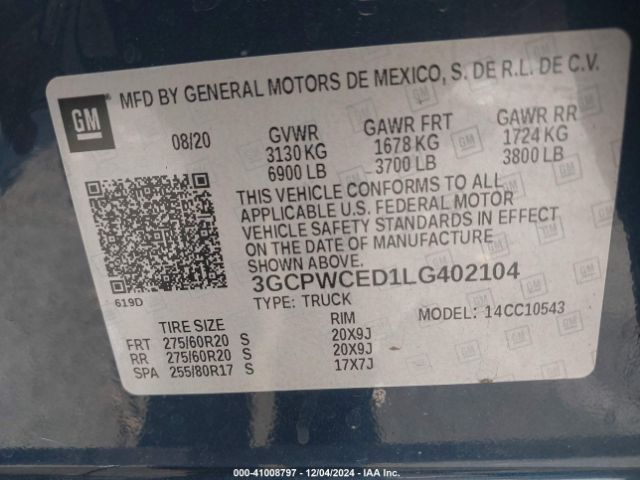 GM
MFD BY GENERAL MOTORS DE MEXICO, S. DE R.L. DE C.V.
08/20 GVWR GAWR FRT GAWR RR
3130 KG 1678 KG 1724 KG
6900 LB 3700 LB 3800 LB
THIS VEHICLE CONFORMS TO ALL
APPLICABLE U.S. FEDERAL MOTOR
VEHICLE SAFETY STANDARDS IN EFFECT
ON THE DATE OF MANUFACTURE
SHOWN ABOVE.
619D
3GCPWCED1LG402104
TYPE: TRUCK MODEL: 14CC10543
TIRE SIZE RIM
FRT 275/60R20 S 20X9J
RR 275/60R20 S 20X9J
SPA 255/80R17 S 17X7J
000-41008797 - 12/04/2024 - IAA Inc.